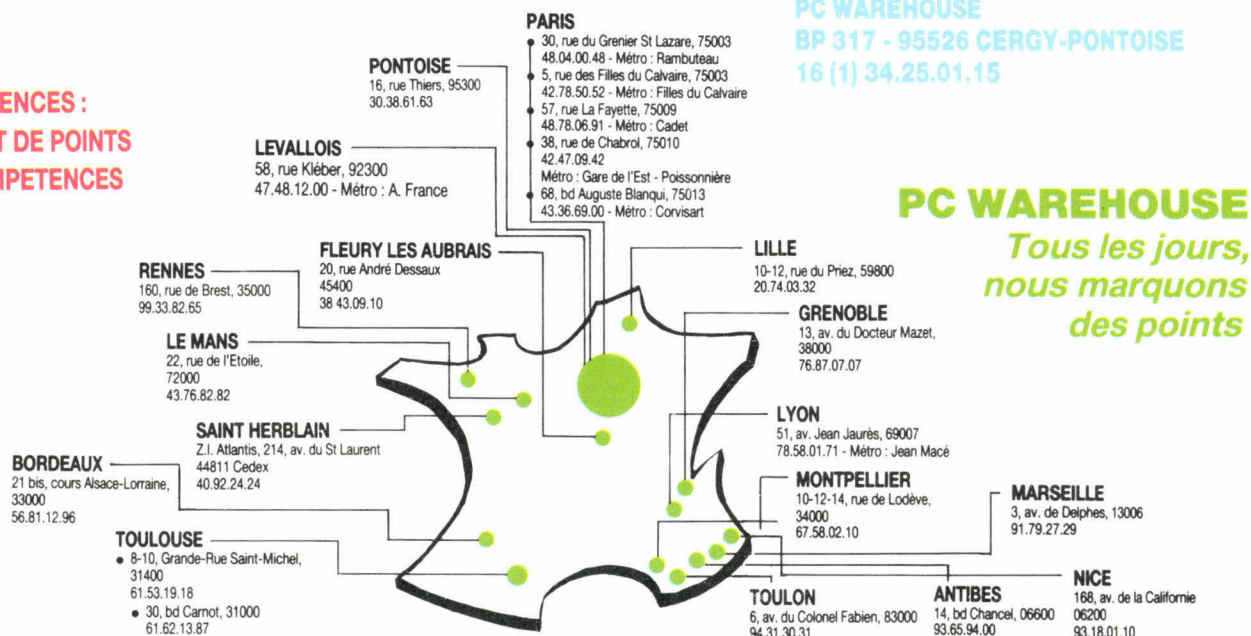 PC WAREHOUSE
BP 317 - 95526 CERGY-PONTOISE
16 (1) 34.25.01.15
ENCES :
T DE POINTS
MPETENCES
PARIS
• 30, rue du Grenier St Lazare, 75003
48.04.00.48 - Métro : Rambuteau
• 5, rue des Filles du Calvaire, 75003
42.78.50.52 - Métro : Filles du Calvaire
• 57, rue La Fayette, 75009
48.78.06.91 - Métro : Cadet
• 38, rue de Chabrol, 75010
42.47.09.42
Métro : Gare de l'Est - Poissonnière
• 68, bd Auguste Blanqui, 75013
43.36.69.00 - Métro : Corvisart
PONTOISE
16, rue Thiers, 95300
30.38.61.63
LEVALLOIS
58, rue Kléber, 92300
47.48.12.00 - Métro : A. France
PC WAREHOUSE
Tous les jours,
nous marquons
des points
FLEURY LES AUBRAIS
20, rue André Dessaux
45400
38 43.09.10
RENNES
160, rue de Brest, 35000
99.33.82.65
LE MANS
22, rue de l'Etoile,
72000
43.76.82.82
SAINT HERBLAIN
Z.I. Atlantis, 214, av. du St Laurent
44811 Cedex
40.92.24.24
BORDEAUX
21 bis, cours Alsace-Lorraine,
33000
56.81.12.96
TOULOUSE
• 8-10, Grande-Rue Saint-Michel,
31400
61.53.19.18
• 30, bd Carnot, 31000
61.62.13.87
LILLE
10-12, rue du Priez, 59800
20.74.03.32
GRENOBLE
13, av. du Docteur Mazet,
38000
76.87.07.07
LYON
51, av. Jean Jaurès, 69007
78.58.01.71 - Métro : Jean Macé
MONTPELLIER
10-12-14, rue de Lodève,
34000
67.58.02.10
MARSEILLE
3, av. de Delphes, 13006
91.79.27.29
TOULON
6, av. du Colonel Fabien, 83000
94.31.30.31
ANTIBES
14, bd Chancel, 06600
93.65.94.00
NICE
168, av. de la Californie
06200
93.18.01.10